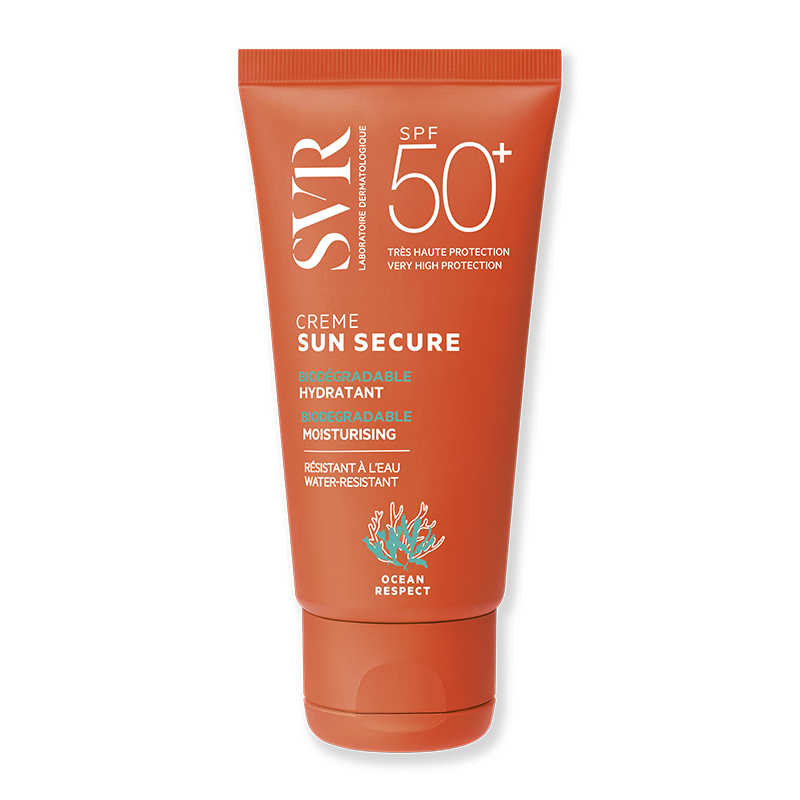 SVR
LABORATOIRE DERMATOLOGIQUE
SPF
50+
TRÈS HAUTE PROTECTION
VERY HIGH PROTECTION
CREME
SUN SECURE
BIODÉGRADABLE
HYDRATANT
BIODEGRADABLE
MOISTURISING
RÉSISTANT À L'EAU
WATER-RESISTANT
OCEAN
RESPECT